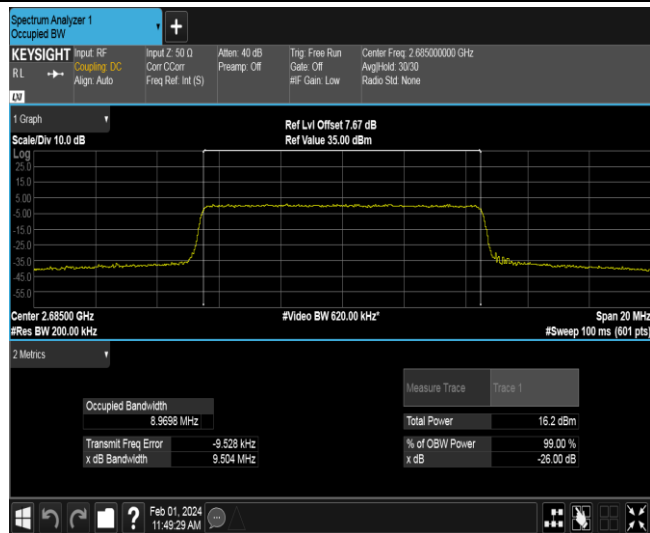 Spectrum Analyzer 1
Occupied BW
+
KEYSIGHT
RL
Input: RF
Coupling: DC
Align: Auto
Input Z: 50 Ω
Corr CCorr
Freq Ref: Int (S)
Atten: 40 dB
Preamp: Off
Trig: Free Run
Gate: Off
#IF Gain: Low
Center Freq: 2.685000000 GHz
Avg|Hold: 30/30
Radio Std: None
LXI
1 Graph
Scale/Div 10.0 dB
Ref Lvl Offset 7.67 dB
Ref Value 35.00 dBm
Log
25.0
15.0
5.00
-5.00
-15.0
-25.0
-35.0
-45.0
-55.0
Center 2.68500 GHz
#Video BW 620.00 kHz*
Span 20 MHz
#Res BW 200.00 kHz
#Sweep 100 ms (601 pts)
2 Metrics
Measure Trace Trace 1
Occupied Bandwidth
8.9698 MHz
Total Power 16.2 dBm
Transmit Freq Error -9.528 kHz
% of OBW Power 99.00 %
x dB Bandwidth 9.504 MHz
x dB -26.00 dB
?
Feb 01, 2024
11:49:29 AM